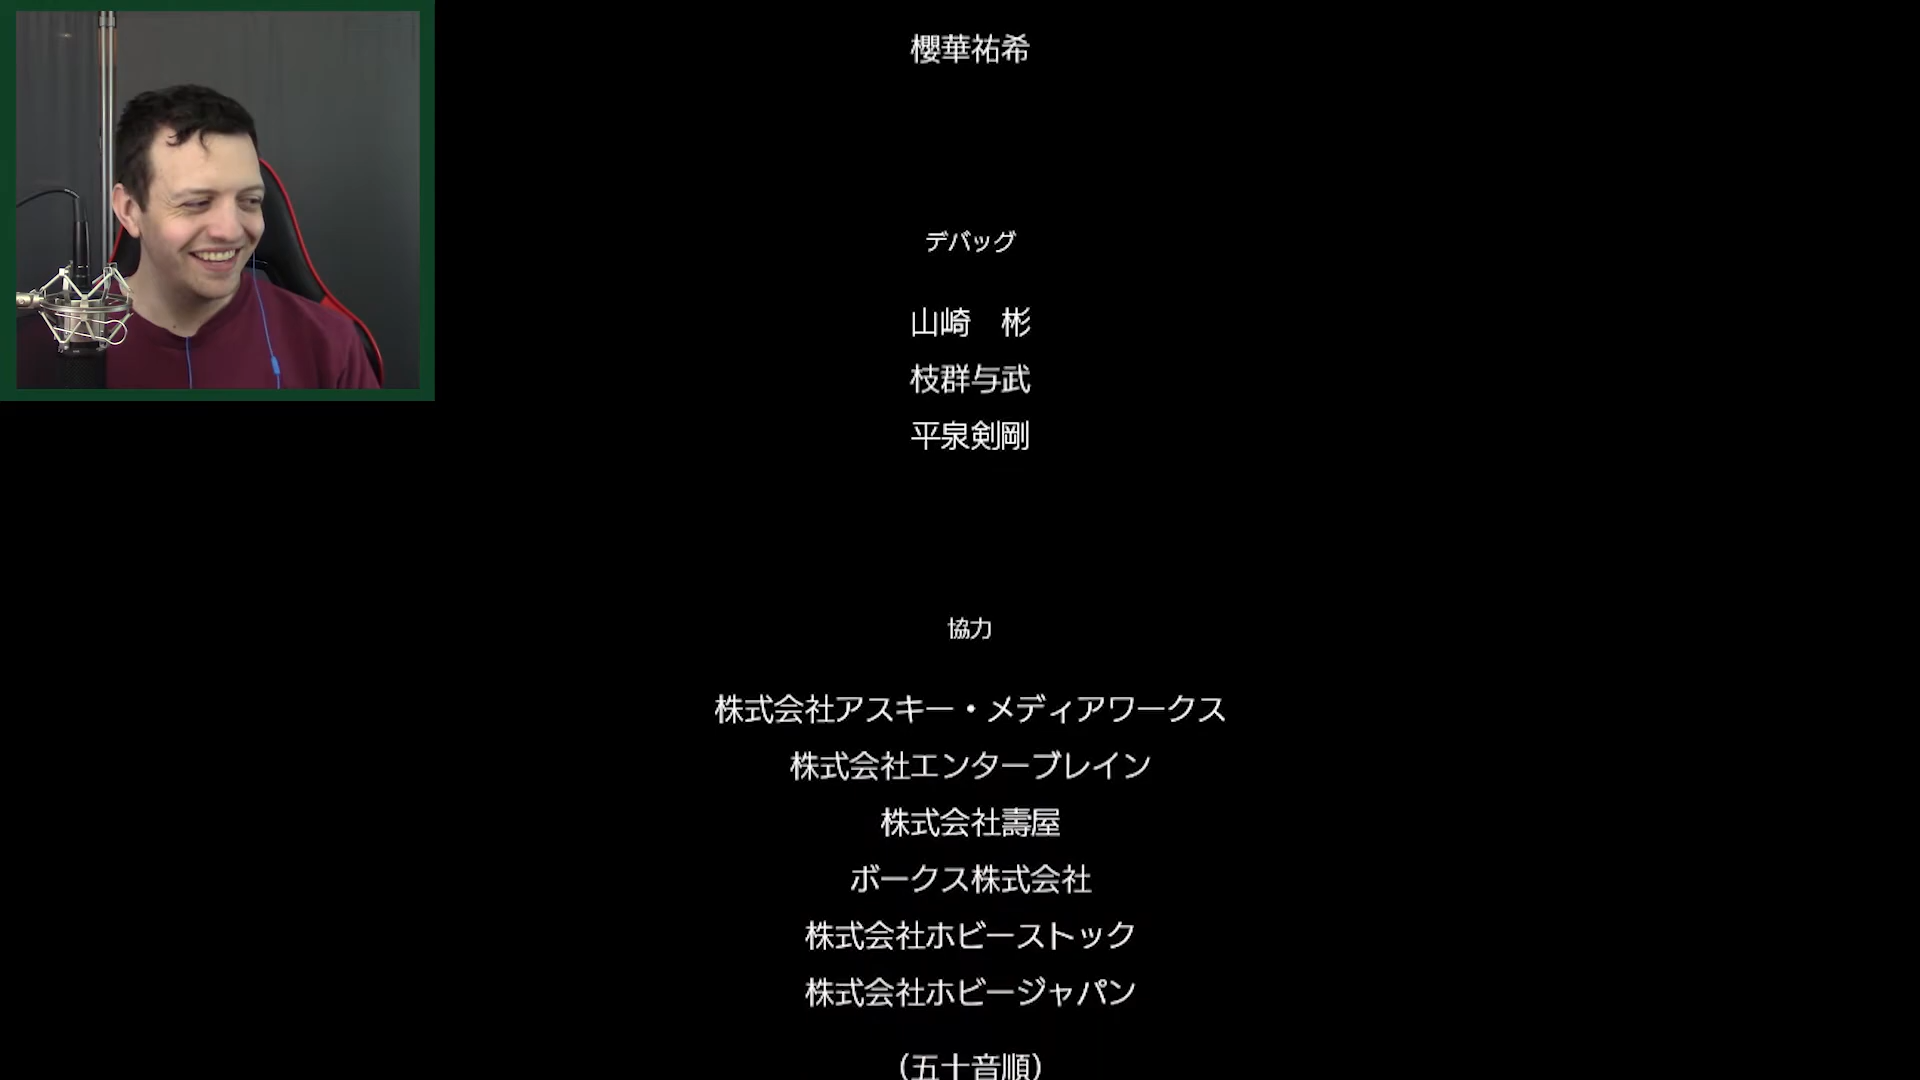 櫻華祐希
デバッグ
山崎　彬
枝群与武
平泉剣剛
協力
株式会社アスキー・メディアワークス
株式会社エンターブレイン
株式会社壽屋
ボークス株式会社
株式会社ホビーストック
株式会社ホビージャパン
（五十音順）